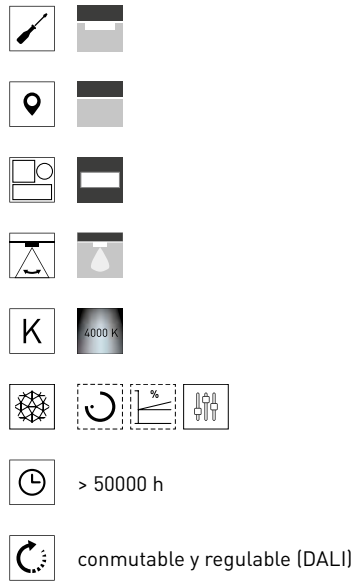 K
4000 K
%
> 50000 h
conmutable y regulable (DALI)